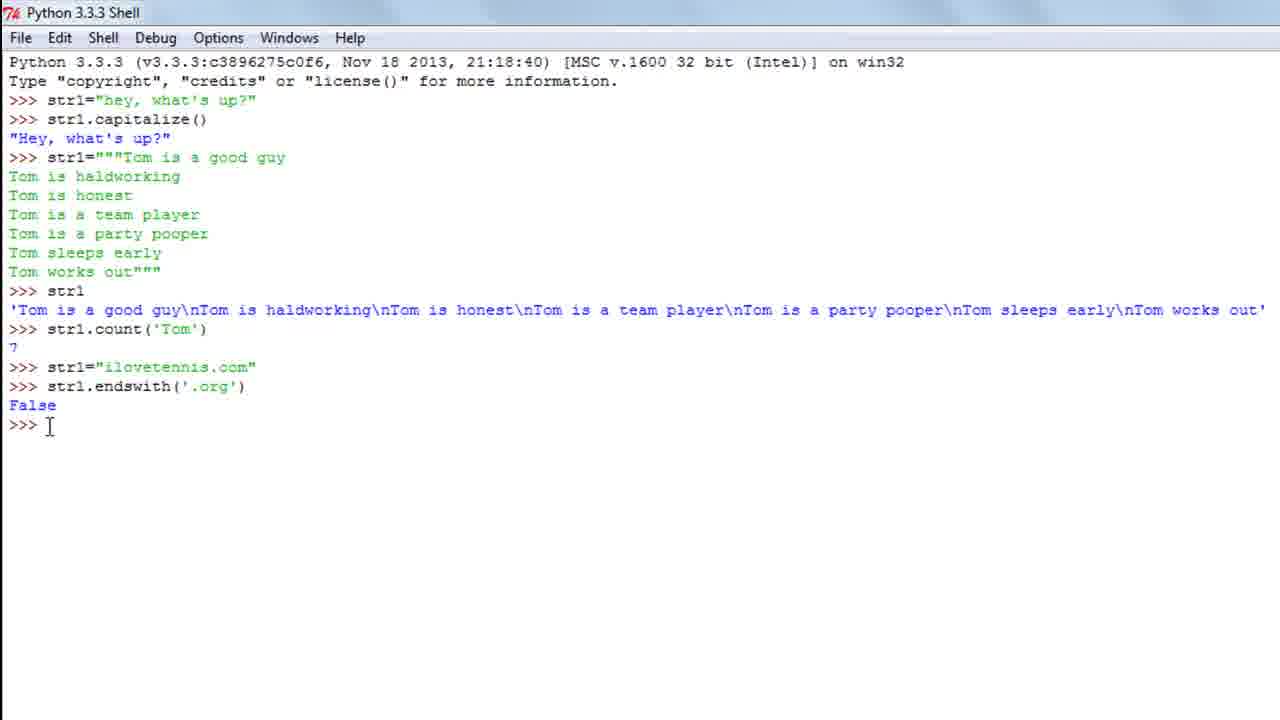 Python 3.3.3 Shell
File Edit Shell Debug Options Windows Help
Python 3.3.3 (v3.3.3:c3896275c0f6, Nov 18 2013, 21:18:40) [MSC v.1600 32 bit (Intel)] on win32
Type "copyright", "credits" or "license()" for more information.
>>> str1="hey, what's up?"
>>> str1.capitalize()
"Hey, what's up?"
>>> str1="""Tom is a good guy
Tom is haldworking
Tom is honest
Tom is a team player
Tom is a party pooper
Tom sleeps early
Tom works out"""
>>> str1
'Tom is a good guy\nTom is haldworking\nTom is honest\nTom is a team player\nTom is a party pooper\nTom sleeps early\nTom works out'
>>> str1.count('Tom')
7
>>> str1="ilovetennis.com"
>>> str1.endswith('.org')
False
>>>